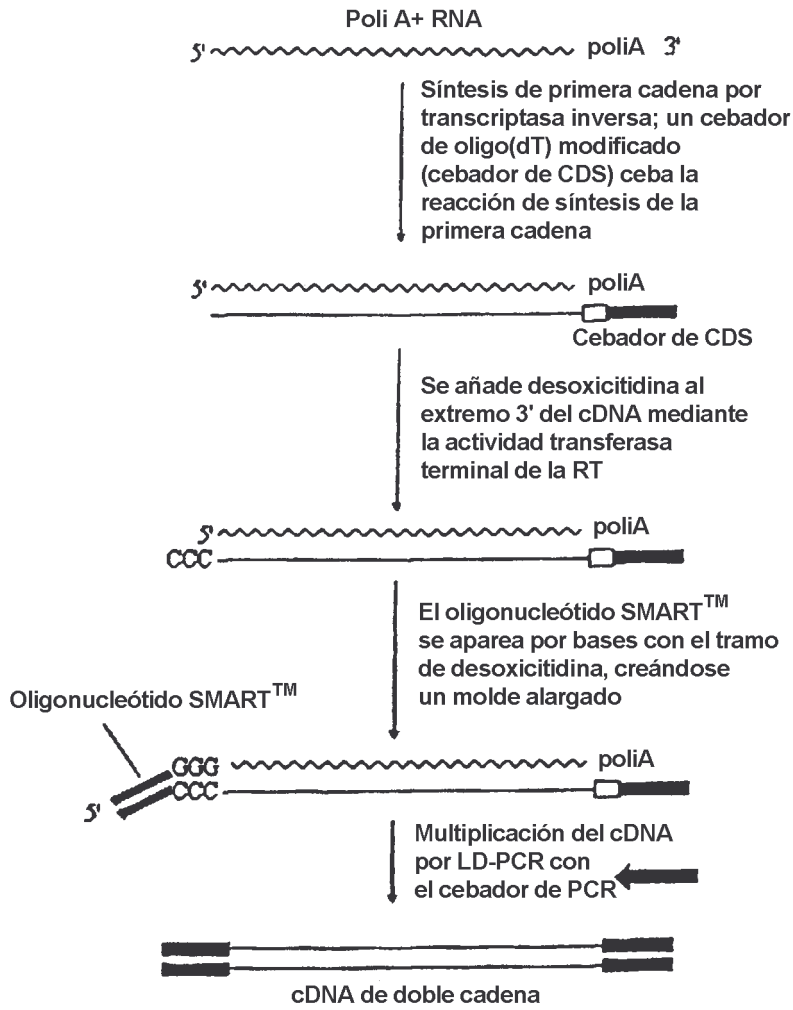 Poli A+ RNA
5' poliA 3'
Síntesis de primera cadena por
transcriptasa inversa; un cebador
de oligo(dT) modificado
(cebador de CDS) ceba la
reacción de síntesis de la
primera cadena
5' poliA
Cebador de CDS
Se añade desoxicitidina al
extremo 3' del cDNA mediante
la actividad transferasa
terminal de la RT
5' poliA
CCC
El oligonucleótido SMART™
se aparea por bases con el tramo
de desoxicitidina, creándose
un molde alargado
Oligonucleótido SMART™
GGG poliA
5' CCC
Multiplicación del cDNA
por LD-PCR con
el cebador de PCR
cDNA de doble cadena